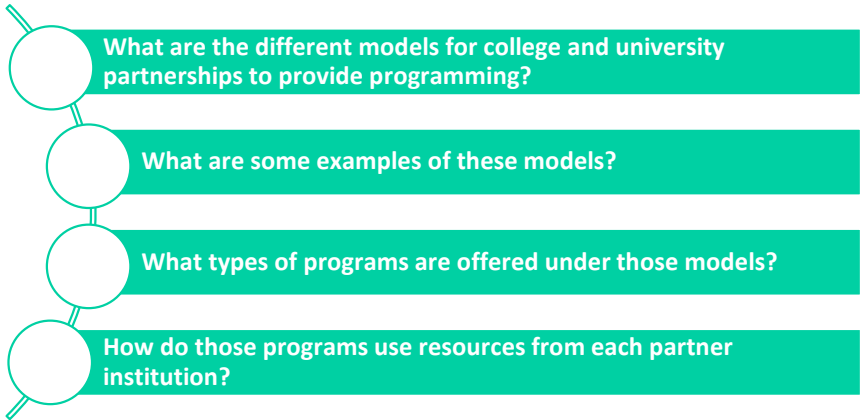 What are the different models for college and university
partnerships to provide programming?
What are some examples of these models?
What types of programs are offered under those models?
How do those programs use resources from each partner
institution?